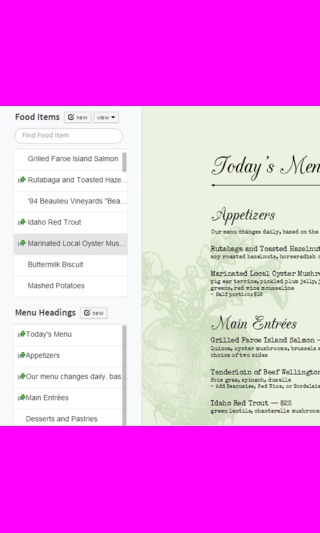 Food Items
new
view
Find Food Item
Grilled Faroe Island Salmon
Rutabaga and Toasted Haze...
'94 Beaulieu Vineyards "Bea...
Idaho Red Trout
Marinated Local Oyster Mus...
Buttermilk Biscuit
Mashed Potatoes
Menu Headings
new
Today's Menu
Appetizers
Our menu changes daily, bas...
Main Entrées
Desserts and Pastries
Today's Men
Appetizers
Our menu changes daily, based on the
Rutabaga and Toasted Hazelnut
soy roasted hazelnuts, horseradish
Marinated Local Oyster Mushro
pig ear terrine, pickled plum jelly,
greens, red wine mousseline
- Half portion: $16
Main Entrées
Grilled Faroe Island Salmon —
Quinoa, oyster mushrooms, brussels
choice of two sides
Tenderloin of Beef Wellington
foie gras, spinach, duxelle
- Add Bearnaise, Red Wine, or Bordelais
Idaho Red Trout — $25
green lentils, chanterelle mushroom